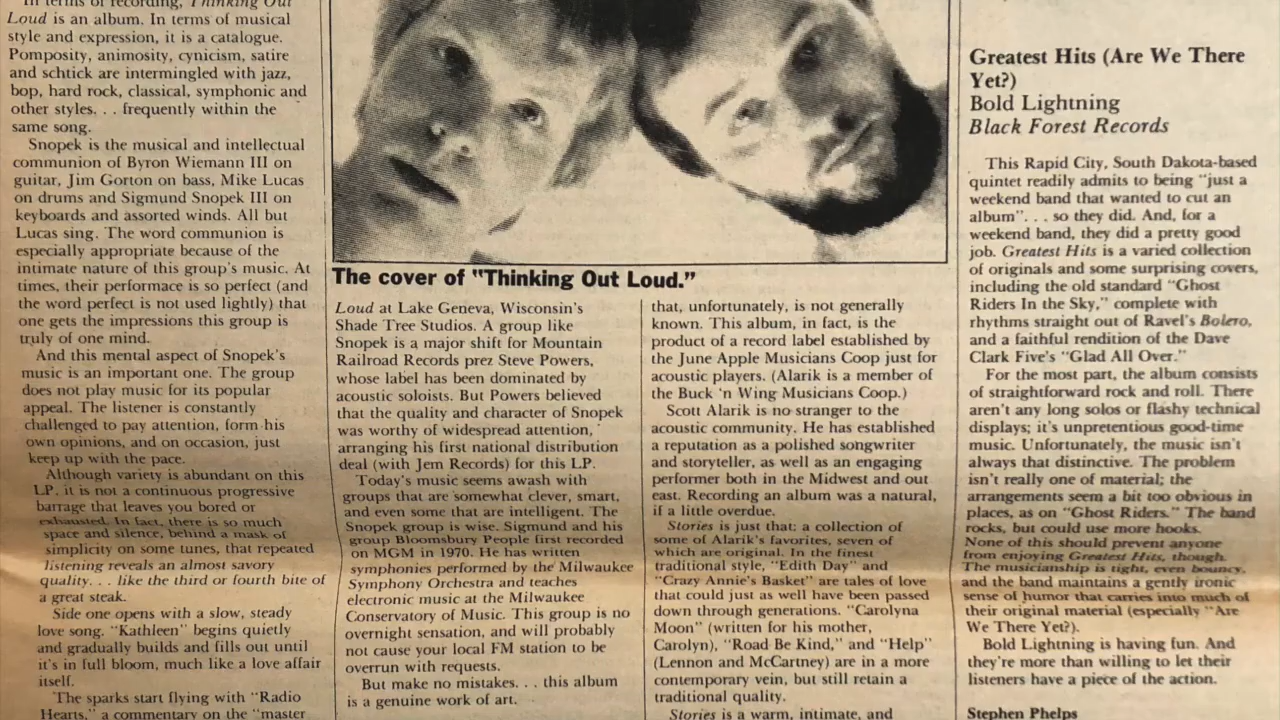 In terms of recording, Thinking Out
Loud is an album. In terms of musical
style and expression, it is a catalogue.
Pomposity, animosity, cynicism, satire
and schtick are intermingled with jazz,
bop, hard rock, classical, symphonic and
other styles. . . frequently within the
same song.
Snopek is the musical and intellectual
communion of Byron Wiemann III on
guitar, Jim Gorton on bass, Mike Lucas
on drums and Sigmund Snopek III on
keyboards and assorted winds. All but
Lucas sing. The word communion is
especially appropriate because of the
intimate nature of this group's music. At
times, their performace is so perfect (and
the word perfect is not used lightly) that
one gets the impressions this group is
truly of one mind.
And this mental aspect of Snopek's
music is an important one. The group
does not play music for its popular
appeal. The listener is constantly
challenged to pay attention, form his
own opinions, and on occasion, just
keep up with the pace.
Although variety is abundant on this
LP, it is not a continuous progressive
barrage that leaves you bored or
exhausted. In fact, there is so much
space and silence, behind a mask of
simplicity on some tunes, that repeated
listening reveals an almost savory
quality. . . like the third or fourth bite of
a great steak.
Side one opens with a slow, steady
love song. "Kathleen" begins quietly
and gradually builds and fills out until
it's in full bloom, much like a love affair
itself.
The sparks start flying with "Radio
Hearts," a commentary on the "master
The cover of "Thinking Out Loud."
Loud at Lake Geneva, Wisconsin's
Shade Tree Studios. A group like
Snopek is a major shift for Mountain
Railroad Records prez Steve Powers,
whose label has been dominated by
acoustic soloists. But Powers believed
that the quality and character of Snopek
was worthy of widespread attention,
arranging his first national distribution
deal (with Jem Records) for this LP.
Today's music seems awash with
groups that are somewhat clever, smart,
and even some that are intelligent. The
Snopek group is wise. Sigmund and his
group Bloomsbury People first recorded
on MGM in 1970. He has written
symphonies performed by the Milwaukee
Symphony Orchestra and teaches
electronic music at the Milwaukee
Conservatory of Music. This group is no
overnight sensation, and will probably
not cause your local FM station to be
overrun with requests.
But make no mistakes. . . this album
is a genuine work of art.
that, unfortunately, is not generally
known. This album, in fact, is the
product of a record label established by
the June Apple Musicians Coop just for
acoustic players. (Alarik is a member of
the Buck 'n Wing Musicians Coop.)
Scott Alarik is no stranger to the
acoustic community. He has established
a reputation as a polished songwriter
and storyteller, as well as an engaging
performer both in the Midwest and out
east. Recording an album was a natural,
if a little overdue.
Stories is just that: a collection of
some of Alarik's favorites, seven of
which are original. In the finest
traditional style, "Edith Day" and
"Crazy Annie's Basket" are tales of love
that could just as well have been passed
down through generations. "Carolyna
Moon" (written for his mother,
Carolyn), "Road Be Kind," and "Help"
(Lennon and McCartney) are in a more
contemporary vein, but still retain a
traditional quality.
Stories is a warm, intimate, and
Greatest Hits (Are We There
Yet?)
Bold Lightning
Black Forest Records
This Rapid City, South Dakota-based
quintet readily admits to being "just a
weekend band that wanted to cut an
album". . . so they did. And, for a
weekend band, they did a pretty good
job. Greatest Hits is a varied collection
of originals and some surprising covers,
including the old standard "Ghost
Riders In the Sky," complete with
rhythms straight out of Ravel's Bolero,
and a faithful rendition of the Dave
Clark Five's "Glad All Over."
For the most part, the album consists
of straightforward rock and roll. There
aren't any long solos or flashy technical
displays; it's unpretentious good-time
music. Unfortunately, the music isn't
always that distinctive. The problem
isn't really one of material; the
arrangements seem a bit too obvious in
places, as on "Ghost Riders." The band
rocks, but could use more hooks.
None of this should prevent anyone
from enjoying Greatest Hits, though.
The musicianship is tight, even bouncy,
and the band maintains a gently ironic
sense of humor that carries into much of
their original material (especially "Are
We There Yet?).
Bold Lightning is having fun. And
they're more than willing to let their
listeners have a piece of the action.
Stephen Phelps